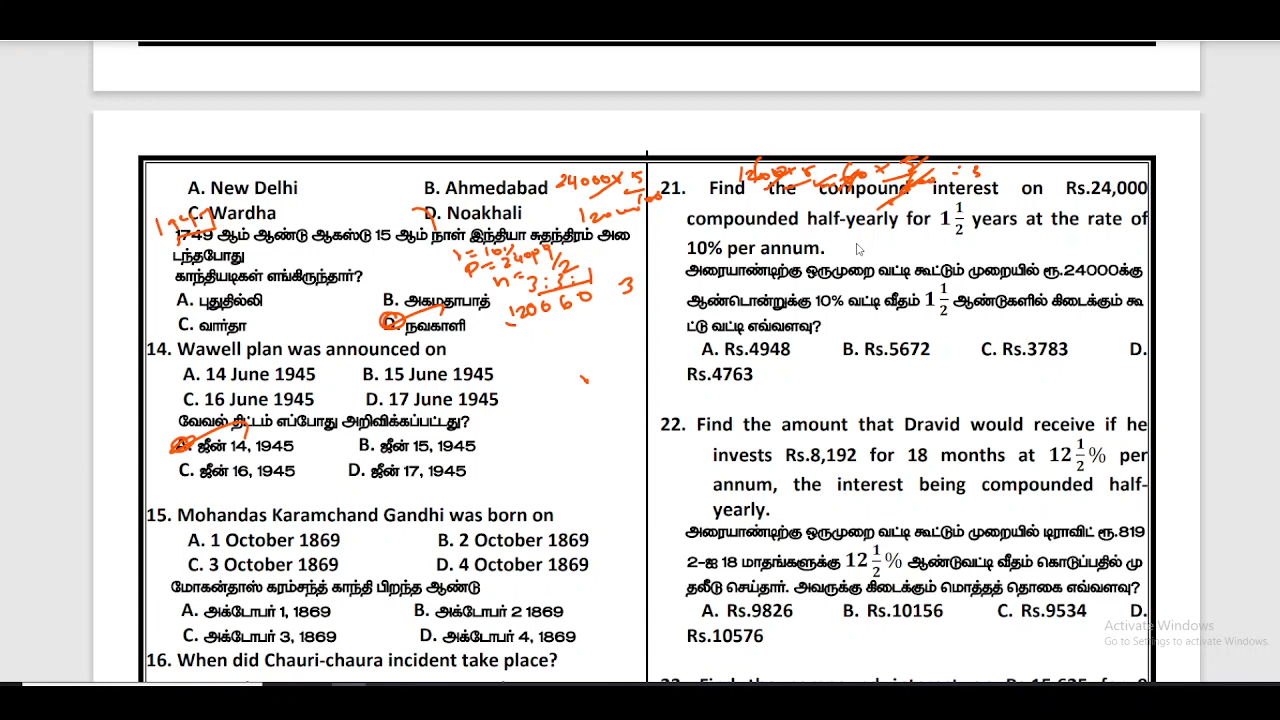 A. New Delhi B. Ahmedabad
C. Wardha D. Noakhali
1749 ஆம் ஆண்டு ஆகஸ்டு 15 ஆம் நாள் இந்தியா சுதந்திரம் அடை
டந்தபோது
காந்தியடிகள் எங்கிருந்தார்?
A. புதுதில்லி B. அகமதாபாத்
C. வார்தா D. நவகாளி
14. Wawell plan was announced on
A. 14 June 1945 B. 15 June 1945
C. 16 June 1945 D. 17 June 1945
வேவல் திட்டம் எப்போது அறிவிக்கப்பட்டது?
A. ஜீன் 14, 1945 B. ஜீன் 15, 1945
C. ஜீன் 16, 1945 D. ஜீன் 17, 1945
15. Mohandas Karamchand Gandhi was born on
A. 1 October 1869 B. 2 October 1869
C. 3 October 1869 D. 4 October 1869
மோகன்தாஸ் கரம்சந்த் காந்தி பிறந்த ஆண்டு
A. அக்டோபர் 1, 1869 B. அக்டோபர் 2 1869
C. அக்டோபர் 3, 1869 D. அக்டோபர் 4, 1869
16. When did Chauri-chaura incident take place?
24000 x 5
r = 10%
21. Find the compound interest on Rs.24,000
compounded half-yearly for 1 1/2 years at the rate of
10% per annum.
அரையாண்டிற்கு ஒருமுறை வட்டி கூட்டும் முறையில் ரூ.24000க்கு
ஆண்டொன்றுக்கு 10% வட்டி வீதம் 1 1/2 ஆண்டுகளில் கிடைக்கும் கூ
ட்டு வட்டி எவ்வளவு?
A. Rs.4948 B. Rs.5672 C. Rs.3783 D.
Rs.4763
22. Find the amount that Dravid would receive if he
invests Rs.8,192 for 18 months at 12 1/2 % per
annum, the interest being compounded half-
yearly.
அரையாண்டிற்கு ஒருமுறை வட்டி கூட்டும் முறையில் டிராவிட் ரூ.819
2-ஐ 18 மாதங்களுக்கு 12 1/2 % ஆண்டுவட்டி வீதம் கொடுப்பதில் மு
தலீடு செய்தார். அவருக்கு கிடைக்கும் மொத்தத் தொகை எவ்வளவு?
A. Rs.9826 B. Rs.10156 C. Rs.9534 D.
Rs.10576
Activate Windows
Go to Settings to activate Windows.